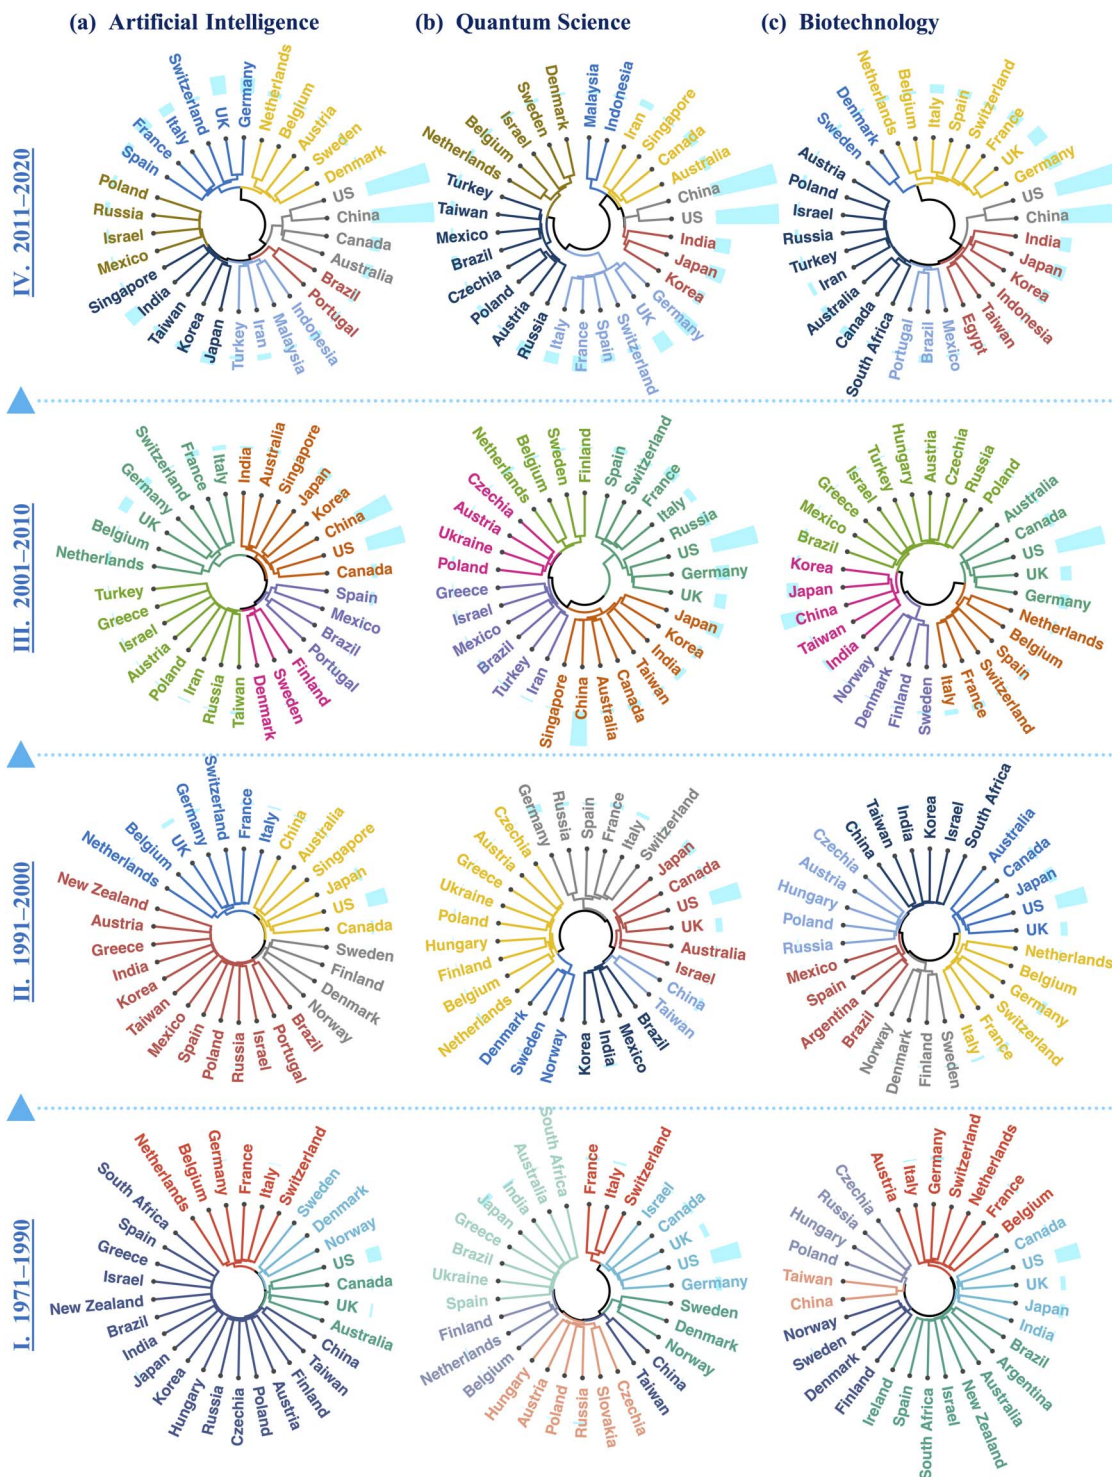 (a) Artificial Intelligence
(b) Quantum Science
(c) Biotechnology
IV. 2011–2020
Germany
Netherlands
Belgium
Austria
Sweden
Denmark
US
China
Canada
Australia
Brazil
Portugal
Indonesia
Malaysia
Iran
Turkey
Japan
Korea
Taiwan
India
Singapore
Mexico
Israel
Russia
Poland
Spain
France
Italy
Switzerland
UK
Malaysia
Indonesia
Iran
Singapore
Canada
Australia
China
US
India
Japan
Korea
Germany
UK
Switzerland
Spain
France
Italy
Russia
Austria
Poland
Czechia
Brazil
Mexico
Taiwan
Turkey
Netherlands
Belgium
Israel
Sweden
Denmark
Netherlands
Belgium
Italy
Spain
Switzerland
France
UK
Germany
US
China
India
Japan
Korea
Indonesia
Taiwan
Egypt
Mexico
Brazil
Portugal
South Africa
Canada
Australia
Iran
Turkey
Russia
Israel
Poland
Austria
Sweden
Denmark
III. 2001–2010
India
Australia
Singapore
Japan
Korea
China
US
Canada
Spain
Mexico
Brazil
Portugal
Finland
Sweden
Denmark
Taiwan
Russia
Iran
Poland
Austria
Israel
Greece
Turkey
Netherlands
Belgium
UK
Germany
Switzerland
France
Italy
Spain
Switzerland
France
Italy
Russia
US
Germany
UK
Japan
Korea
India
Taiwan
Canada
Australia
China
Singapore
Iran
Turkey
Brazil
Mexico
Israel
Greece
Poland
Ukraine
Austria
Czechia
Netherlands
Belgium
Sweden
Finland
Austria
Czechia
Russia
Poland
Australia
Canada
US
UK
Germany
Netherlands
Belgium
Spain
Switzerland
France
Italy
Sweden
Finland
Denmark
Norway
India
Taiwan
China
Japan
Korea
Brazil
Mexico
Greece
Israel
Turkey
Hungary
II. 1991–2000
Italy
China
Australia
Singapore
Japan
US
Canada
Sweden
Finland
Denmark
Norway
Brazil
Portugal
Israel
Russia
Poland
Spain
Mexico
Taiwan
Korea
India
Greece
Austria
New Zealand
Netherlands
Belgium
UK
Germany
Switzerland
France
Spain
France
Italy
Switzerland
Japan
Canada
US
UK
Australia
Israel
China
Taiwan
Brazil
Mexico
India
Korea
Norway
Sweden
Denmark
Netherlands
Belgium
Finland
Hungary
Poland
Ukraine
Greece
Austria
Czechia
Germany
Russia
Korea
Israel
South Africa
Australia
Canada
Japan
US
UK
Netherlands
Belgium
Germany
Switzerland
France
Italy
Sweden
Finland
Denmark
Norway
Brazil
Argentina
Spain
Mexico
Russia
Poland
Hungary
Austria
Czechia
China
Taiwan
India
I. 1971–1990
France
Italy
Switzerland
Sweden
Denmark
Norway
US
Canada
UK
Australia
China
Taiwan
Finland
Austria
Poland
Czechia
Russia
Hungary
Korea
Japan
India
Brazil
New Zealand
Israel
Greece
Spain
South Africa
Netherlands
Belgium
Germany
France
Italy
Switzerland
Israel
Canada
UK
US
Germany
Sweden
Denmark
Norway
China
Taiwan
Czechia
Slovakia
Russia
Poland
Austria
Hungary
Belgium
Netherlands
Finland
Spain
Ukraine
Brazil
Greece
Japan
India
Australia
South Africa
Germany
Switzerland
Netherlands
France
Belgium
Canada
US
UK
Japan
India
Brazil
Argentina
Australia
New Zealand
Israel
South Africa
Spain
Ireland
Finland
Denmark
Sweden
Norway
China
Taiwan
Poland
Hungary
Russia
Czechia
Austria
Italy